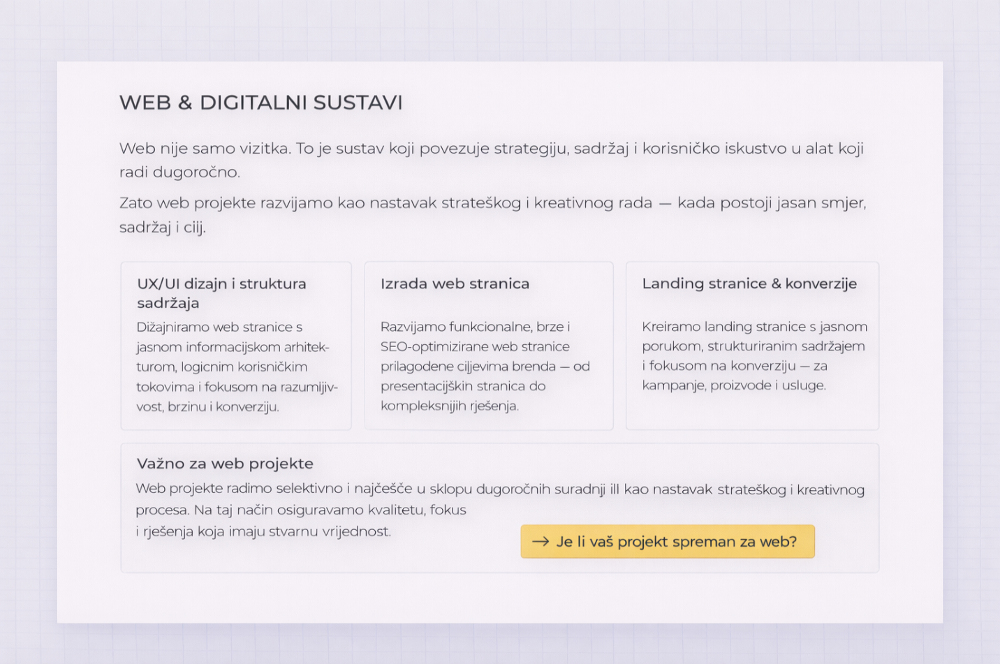 WEB & DIGITALNI SUSTAVI
Web nije samo vizitka. To je sustav koji povezuje strategiju, sadržaj i korisničko iskustvo u alat koji
radi dugoročno.
Zato web projekte razvijamo kao nastavak strateškog i kreativnog rada — kada postoji jasan smjer,
sadržaj i ciij.
UX/UI dizajn i struktura
sadržaja
Dižajniramo web stranice s
jasnom informacijskom arhitek-
turom, logicnim korisničkim
tokovima i fokusom na razumijiv-
vost, brzinu i konverziju.
Izrada web stranica
Razvijamo funkcionalne, brze i
SEO-optimizirane web stranice
prilagođene ciljevima brenda — od
presentacijškin stranica do
kompleksnijih rješenja.
Landing stranice & konverzije
Kreiramo landing stranice s jasnom
porukom, strukturiranim sadržajem
i fokusom na konverziju — za
kampanje, proizvode i usluge.
Važno za web projekte
Web projekte radimo selektivno i najčešče u sklopu dugoročnih suradnji ill kao nastavak strateškog i kreativnog
procesa. Na taj način osiguravamo kvalitetu, fokus
i rješenja koja imaju stvarnu vrijednost.
→ Je li vaš projekt spreman za web?